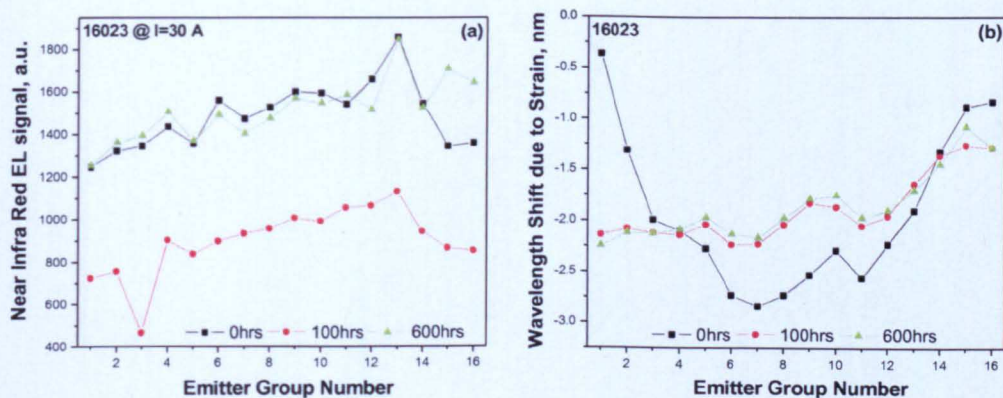 16023 @ I=30 A
(a)
Near Infra Red EL signal, a.u.
1800
1600
1400
1200
1000
800
600
400
0hrs 100hrs 600hrs
2 4 6 8 10 12 14 16
Emitter Group Number
16023
(b)
Wavelength Shift due to Strain, nm
0.0
-0.5
-1.0
-1.5
-2.0
-2.5
-3.0
0hrs 100hrs 600hrs
2 4 6 8 10 12 14 16
Emitter Group Number